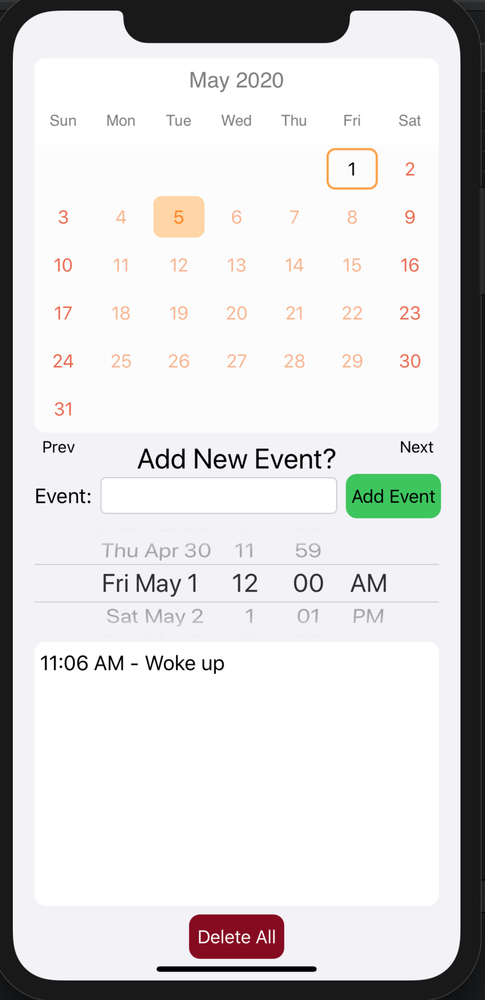 May 2020
Sun Mon Tue Wed Thu Fri Sat
1 2
3 4 5 6 7 8 9
10 11 12 13 14 15 16
17 18 19 20 21 22 23
24 25 26 27 28 29 30
31
Prev Next
Add New Event?
Event: Add Event
Thu Apr 30 11 59
Fri May 1 12 00 AM
Sat May 2 1 01 PM
11:06 AM - Woke up
Delete All